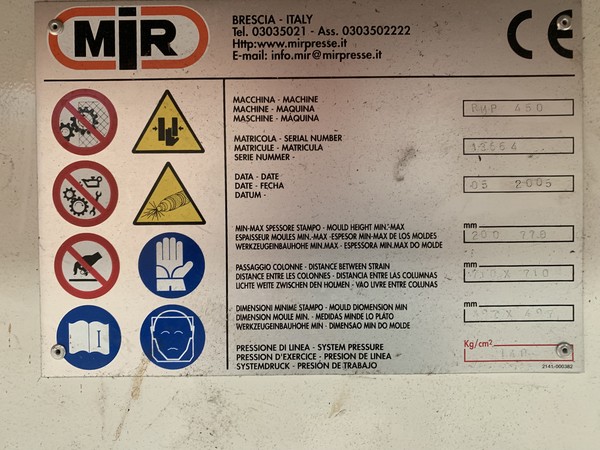 MIR
BRESCIA - ITALY
Tel. 03035021 - Ass. 0303502222
Http:www.mirpresse.it
E-mail: info.mir@mirpresse.it
CE
MACCHINA - MACHINE
MACHINE - MAQUINA
MASCHINE - MÁQUINA
450
MATRICOLA - SERIAL NUMBER
MATRICULE - MATRICULA
SERIE NUMMER -
DATA - DATE
DATE - FECHA
DATUM -
05 2005
MIN-MAX SPESSORE STAMPO - MOULD HEIGHT MIN.-MAX
ESPAISSEUR MOULES MIN.-MAX -ESPESOR MIN-MAX DE LOS MOLDES
WERKZEUGEINBAUHOHE MIN.MAX - ESPESSORA MIN.MAX DO MOLDE
mm
PASSAGGIO COLONNE - DISTANCE BETWEEN STRAIN
DISTANCE ENTRE LES COLONNES - DISTANCIA ENTRE LAS COLUMNAS
LICHTE WEITE ZWISCHEN DEN HOLMEN - VAO LIVRE ENTRE COLUNAS
mm
DIMENSIONI MINIME STAMPO - MOULD DIOMENSION MIN
DIMENSION MOULE MIN. - MEDIDAS MINDE LO PLATO
WERKZEUGEINBAUHOHE MIN - DIMENSAO MIN DO MOLDE
mm
PRESSIONE DI LINEA - SYSTEM PRESSURE
PRESSION D'EXERCICE - PRESION DE LINEA
SYSTEMDRUCK - PRESIÓN DE TRABAJO
Kg/cm²
140
2141-000382